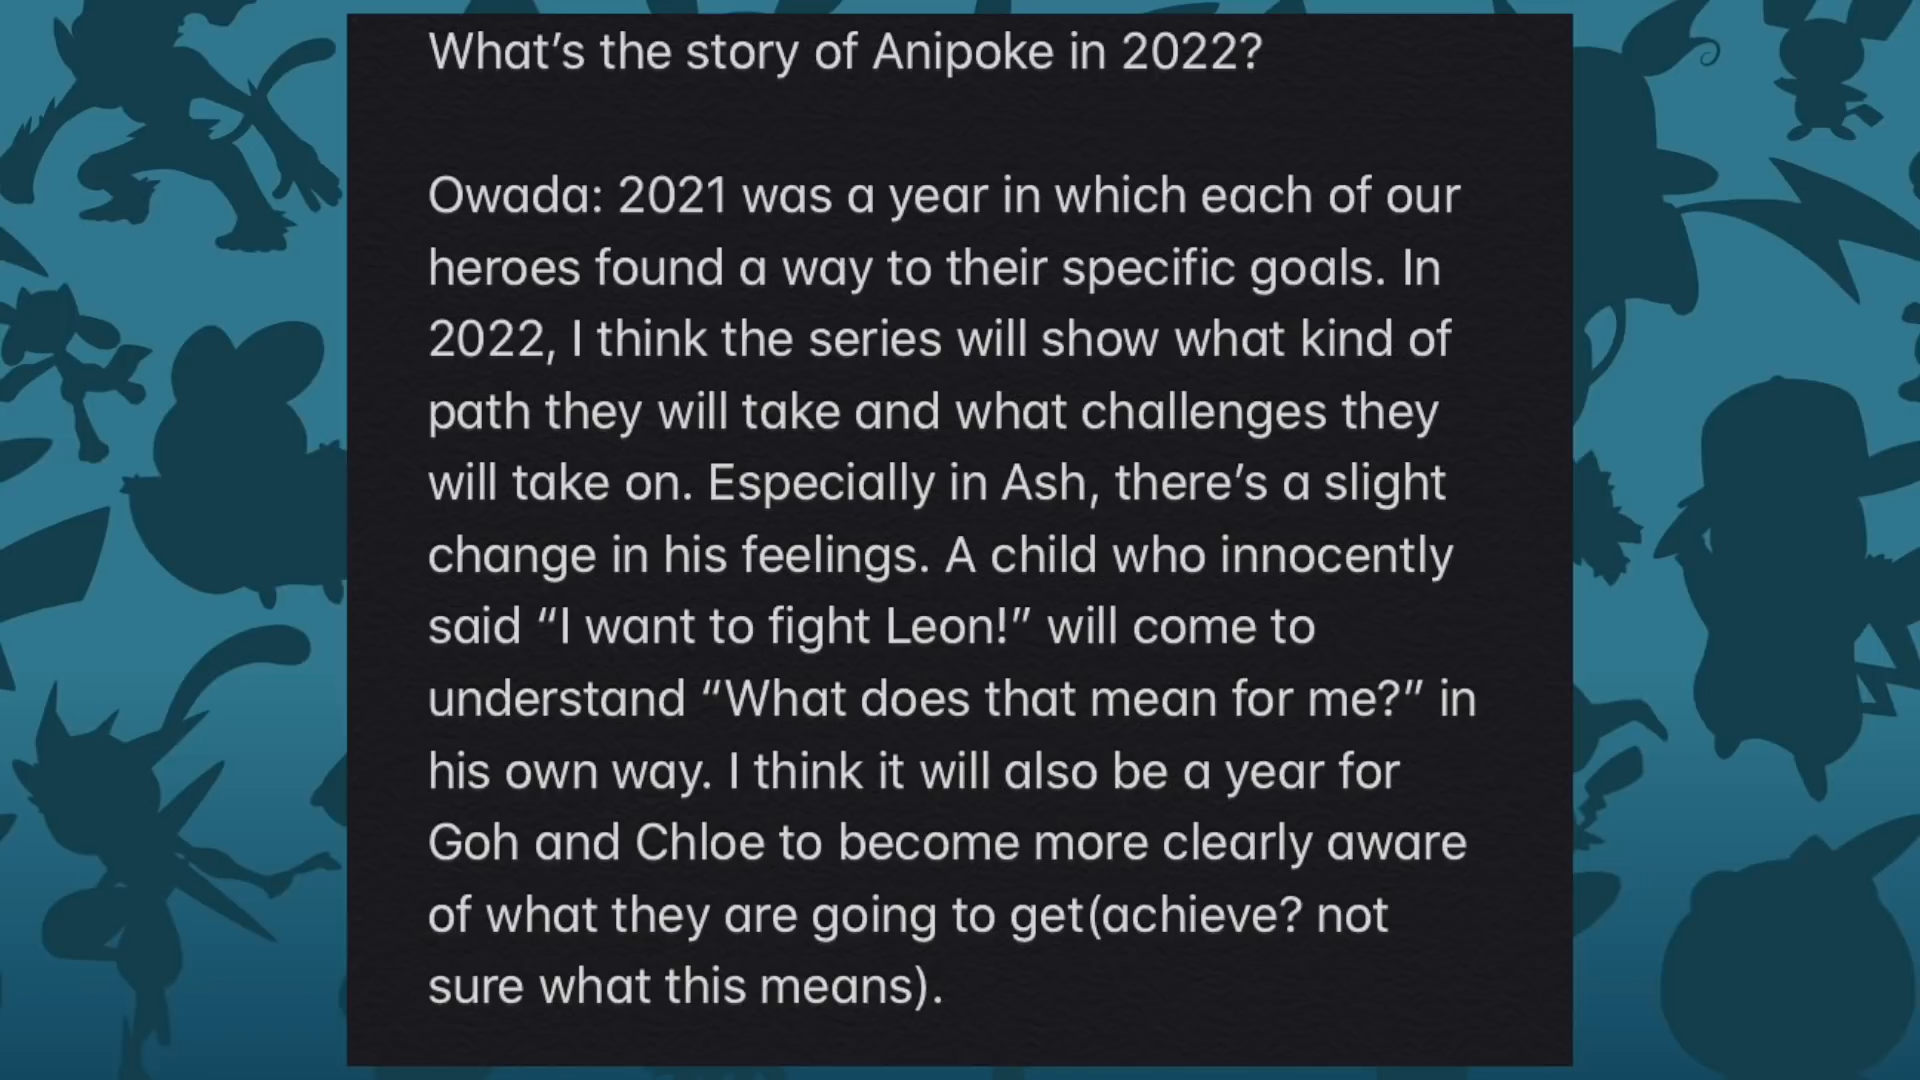 What’s the story of Anipoke in 2022?
Owada: 2021 was a year in which each of our
heroes found a way to their specific goals. In
2022, I think the series will show what kind of
path they will take and what challenges they
will take on. Especially in Ash, there’s a slight
change in his feelings. A child who innocently
said “I want to fight Leon!” will come to
understand “What does that mean for me?” in
his own way. I think it will also be a year for
Goh and Chloe to become more clearly aware
of what they are going to get(achieve? not
sure what this means).